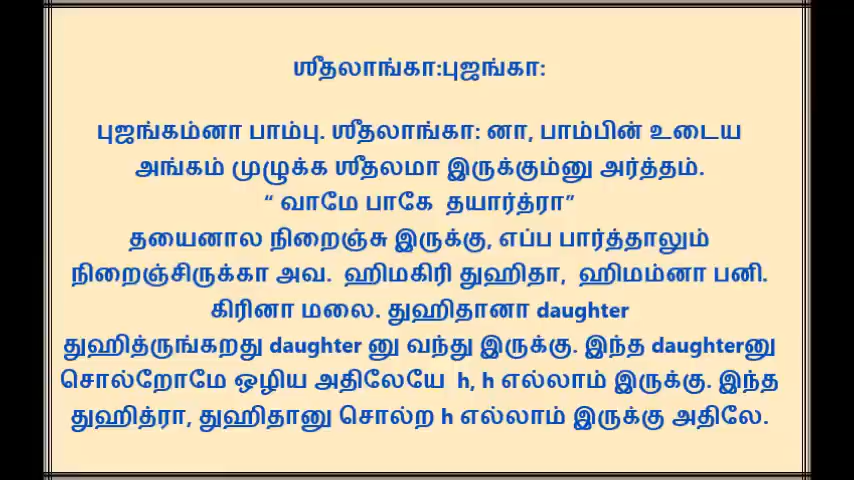 ஶீதலாங்கா:புஜங்கா:
புஜங்கம்னா பாம்பு. ஶீதலாங்கா: னா, பாம்பின் உடைய
அங்கம் முழுக்க ஶீதலமா இருக்கும்னு அர்த்தம்.
“ வாமே பாகே தயார்த்ரா”
தயைனால நிறைஞ்சு இருக்கு, எப்ப பார்த்தாலும்
நிறைஞ்சிருக்கா அவ. ஹிமகிரி துஹிதா, ஹிமம்னா பனி.
கிரினா மலை. துஹிதானா daughter
துஹித்ருங்கறது daughter னு வந்து இருக்கு. இந்த daughterனு
சொல்றோமே ஒழிய அதிலேயே h, h எல்லாம் இருக்கு. இந்த
துஹித்ரா, துஹிதானு சொல்ற h எல்லாம் இருக்கு அதிலே.